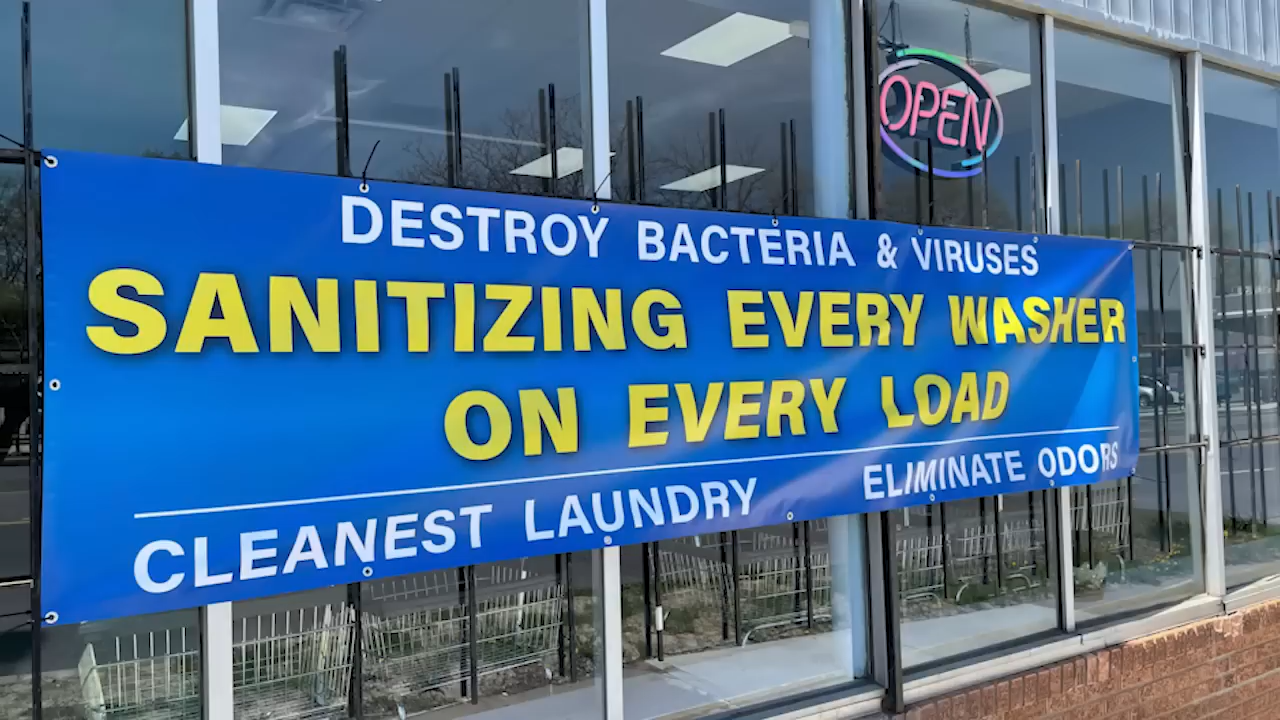 OPEN
DESTROY BACTERIA & VIRUSES
SANITIZING EVERY WASHER
ON EVERY LOAD
CLEANEST LAUNDRY ELIMINATE ODORS